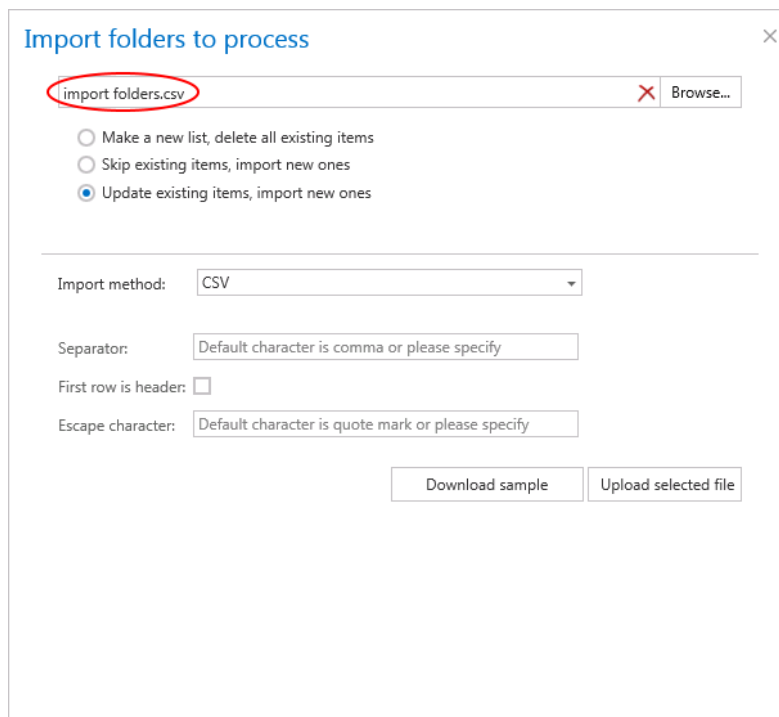 Import folders to process
import folders.csv Browse...
Make a new list, delete all existing items
Skip existing items, import new ones
Update existing items, import new ones
Import method: CSV
Separator: Default character is comma or please specify
First row is header:
Escape character: Default character is quote mark or please specify
Download sample Upload selected file